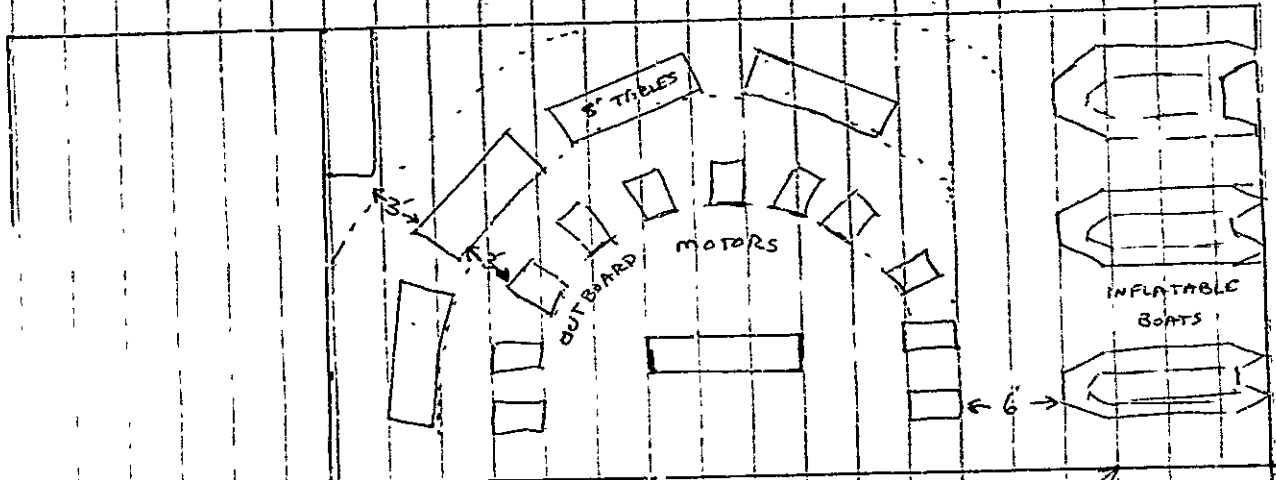 8' TABLES
3'
3'
OUTBOARD
MOTORS
INFLATABLE
BOATS
6'